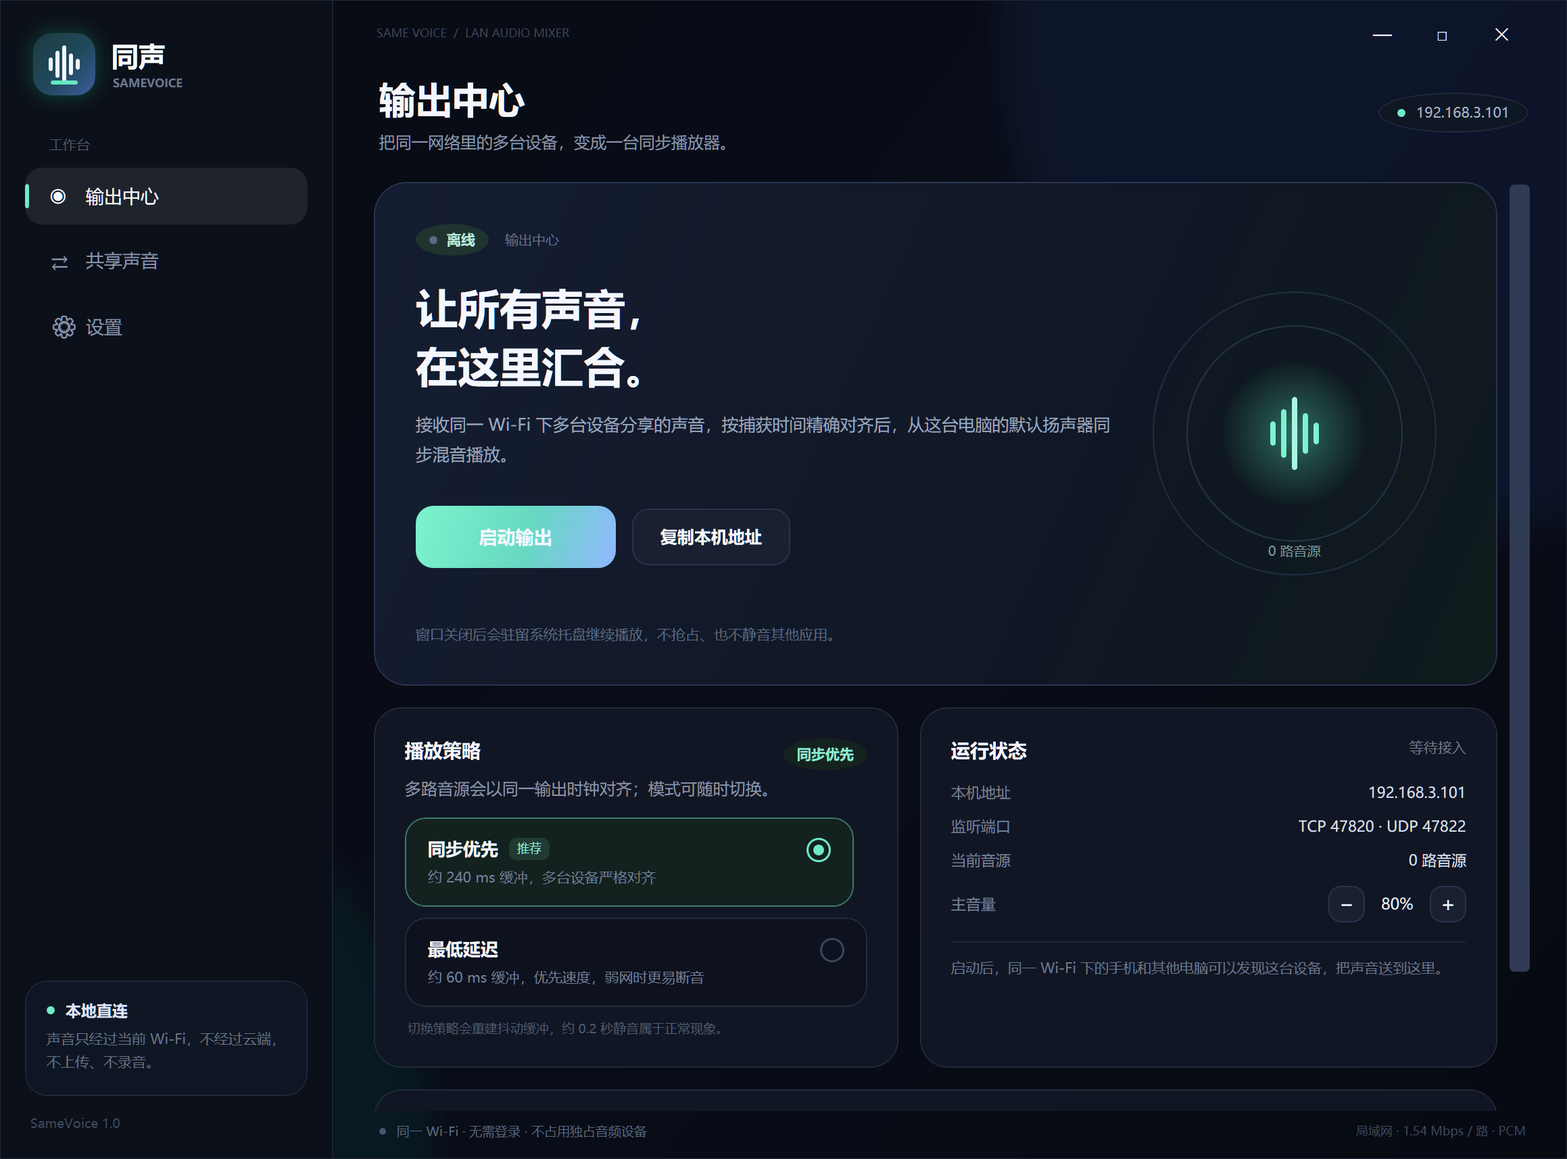 同声
SAMEVOICE
工作台
输出中心
共享声音
设置
本地直连
声音只经过当前 Wi-Fi，不经过云端，
不上传、不录音。
SameVoice 1.0
SAME VOICE / LAN AUDIO MIXER
输出中心
把同一网络里的多台设备，变成一台同步播放器。
192.168.3.101
离线 输出中心
让所有声音，
在这里汇合。
接收同一 Wi-Fi 下多台设备分享的声音，按捕获时间精确对齐后，从这台电脑的默认扬声器同
步混音播放。
启动输出 复制本机地址
0 路音源
窗口关闭后会驻留系统托盘继续播放，不抢占、也不静音其他应用。
播放策略 同步优先
多路音源会以同一输出时钟对齐；模式可随时切换。
同步优先 推荐
约 240 ms 缓冲，多台设备严格对齐
最低延迟
约 60 ms 缓冲，优先速度，弱网时更易断音
切换策略会重建抖动缓冲，约 0.2 秒静音属于正常现象。
运行状态 等待接入
本机地址 192.168.3.101
监听端口 TCP 47820 · UDP 47822
当前音源 0 路音源
主音量 − 80% +
启动后，同一 Wi-Fi 下的手机和其他电脑可以发现这台设备，把声音送到这里。
同一 Wi-Fi · 无需登录 · 不占用独占音频设备
局域网 · 1.54 Mbps / 路 · PCM